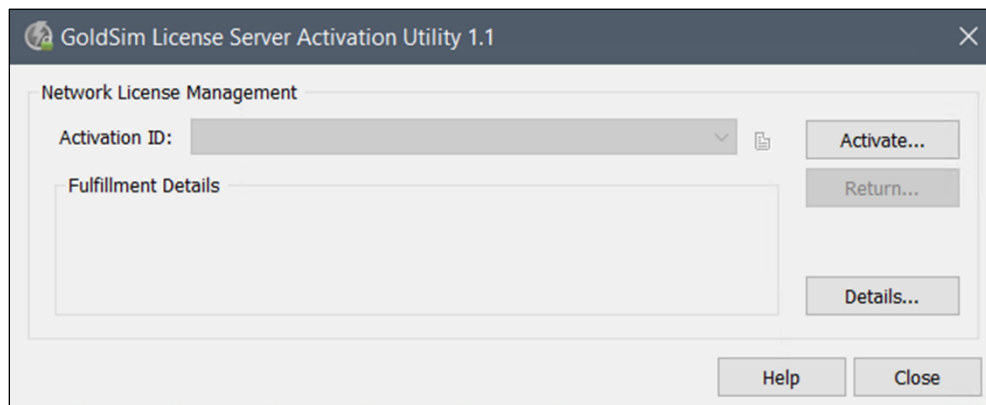 GoldSim License Server Activation Utility 1.1
Network License Management
Activation ID:
Activate...
Fulfillment Details
Return...
Details...
Help
Close